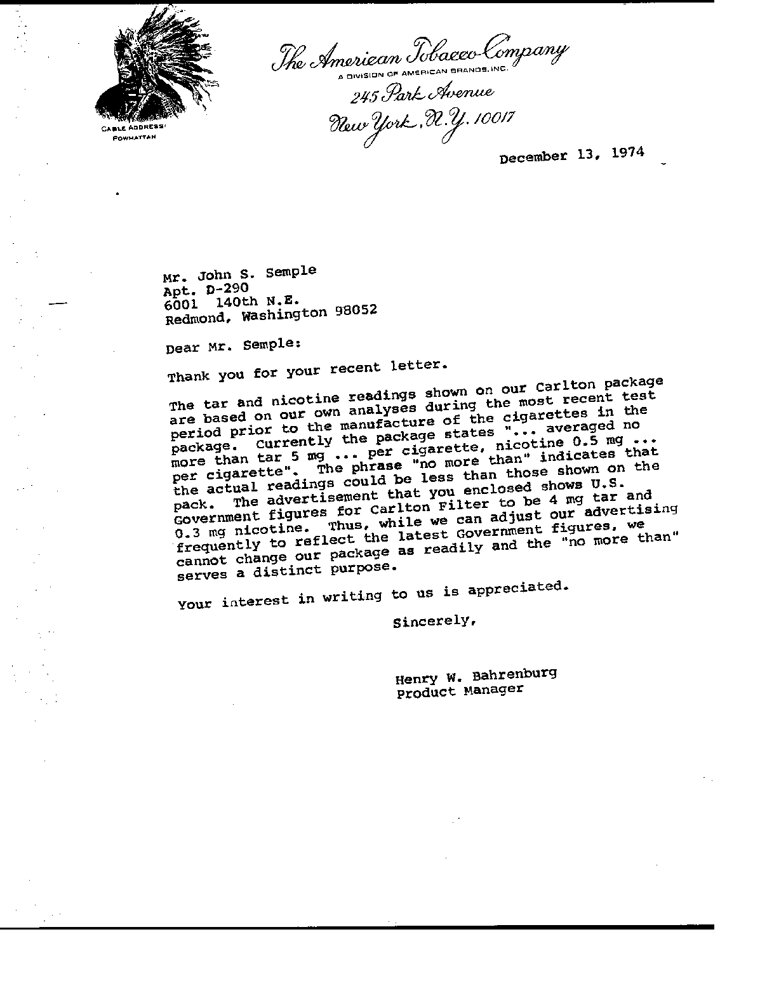 The American Tobacco Company
A DIVISION OF AMERICAN BRANDS, INC.
245 Park Avenue
New York, N.Y. 10017
CABLE ADDRESS:
POWHATTAN
December 13, 1974
Mr. John S. Semple
Apt. D-290
6001 140th N.E.
Redmond, Washington 98052
Dear Mr. Semple:
Thank you for your recent letter.
The tar and nicotine readings shown on our Carlton package
are based on our own analyses during the most recent test
period prior to the manufacture of the cigarettes in the
package. Currently the package states "... averaged no
more than tar 5 mg ... per cigarette, nicotine 0.5 mg ...
per cigarette". The phrase "no more than" indicates that
the actual readings could be less than those shown on the
pack. The advertisement that you enclosed shows U.S.
Government figures for Carlton Filter to be 4 mg tar and
0.3 mg nicotine. Thus, while we can adjust our advertising
frequently to reflect the latest Government figures, we
cannot change our package as readily and the "no more than"
serves a distinct purpose.
Your interest in writing to us is appreciated.
Sincerely,
Henry W. Bahrenburg
Product Manager